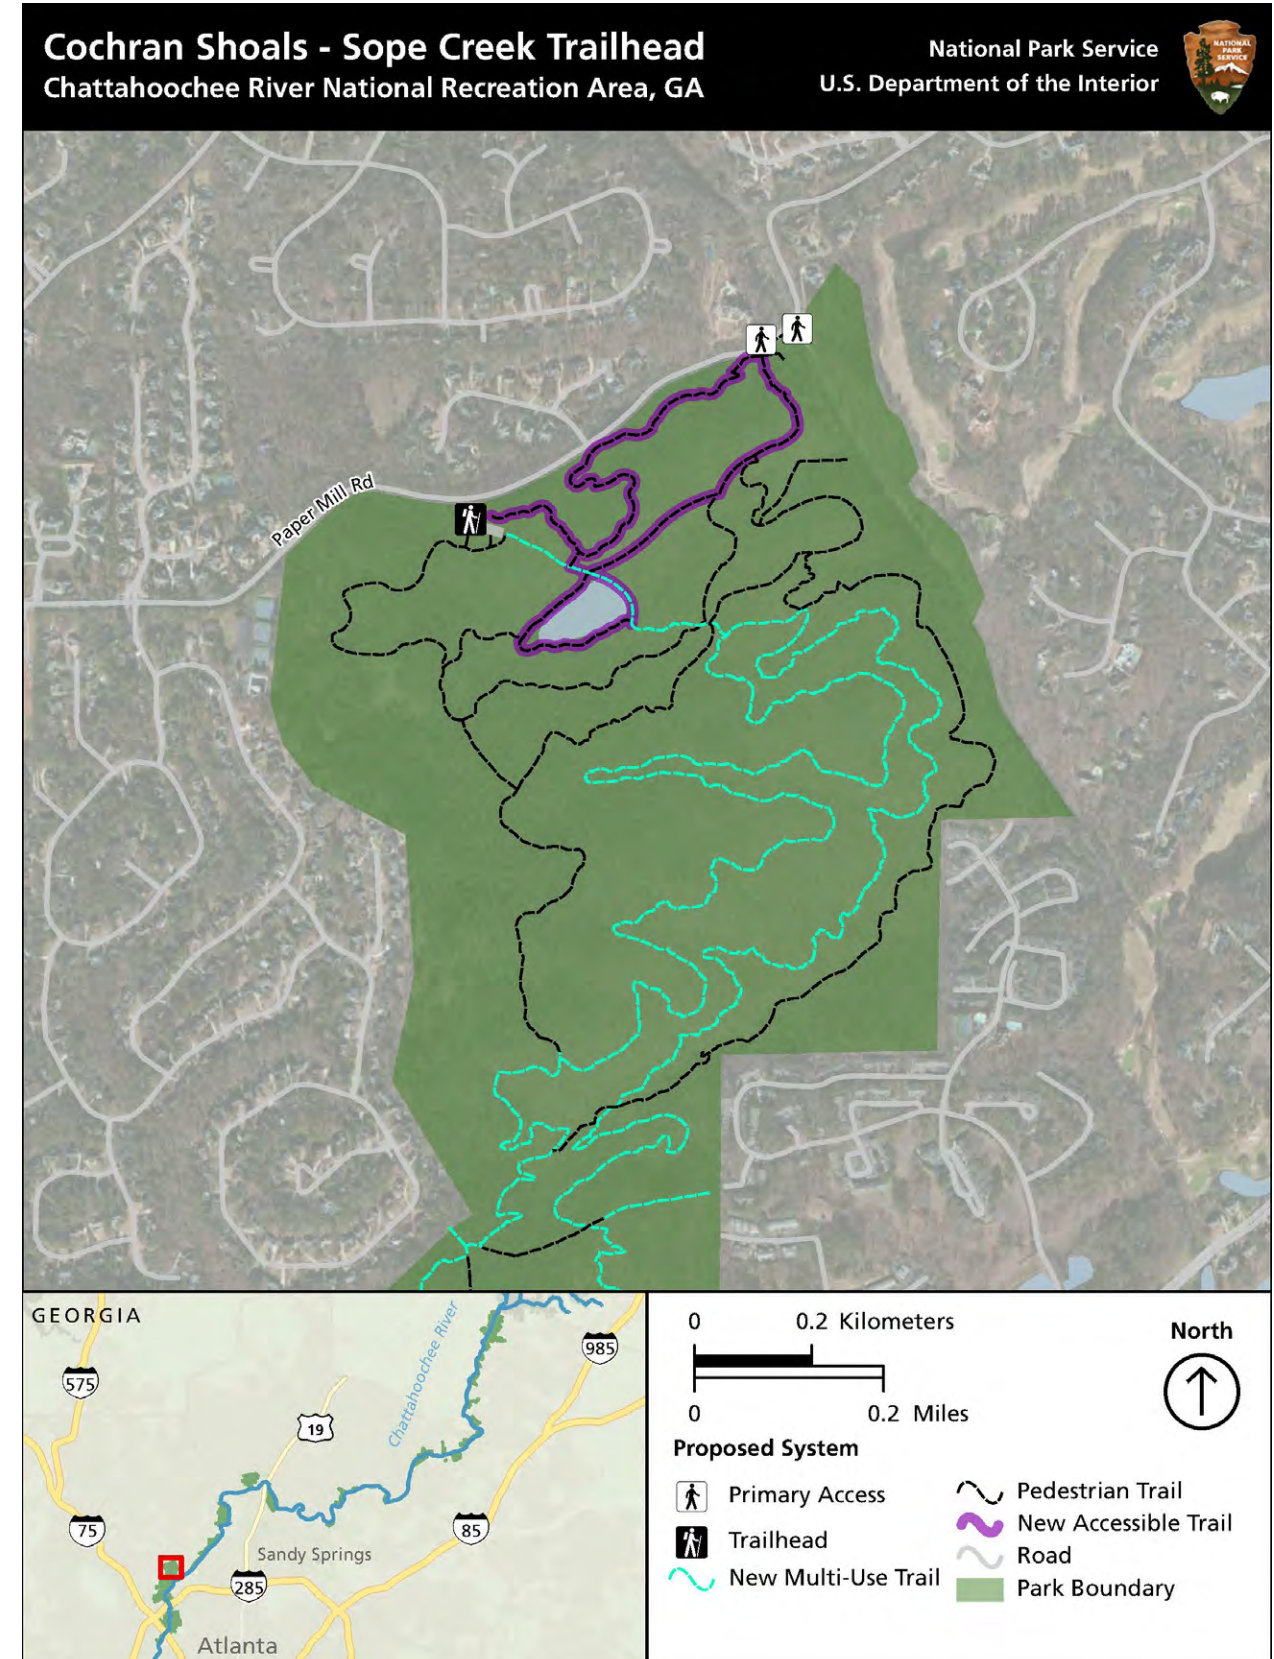 Cochran Shoals - Sope Creek Trailhead
Chattahoochee River National Recreation Area, GA
National Park Service
U.S. Department of the Interior
NATIONAL
PARK
SERVICE
Paper Mill Rd
GEORGIA
Chattahoochee River
985
575
19
75
85
Sandy Springs
285
Atlanta
0 0.2 Kilometers
0 0.2 Miles
North
Proposed System
Primary Access
Trailhead
New Multi-Use Trail
Pedestrian Trail
New Accessible Trail
Road
Park Boundary